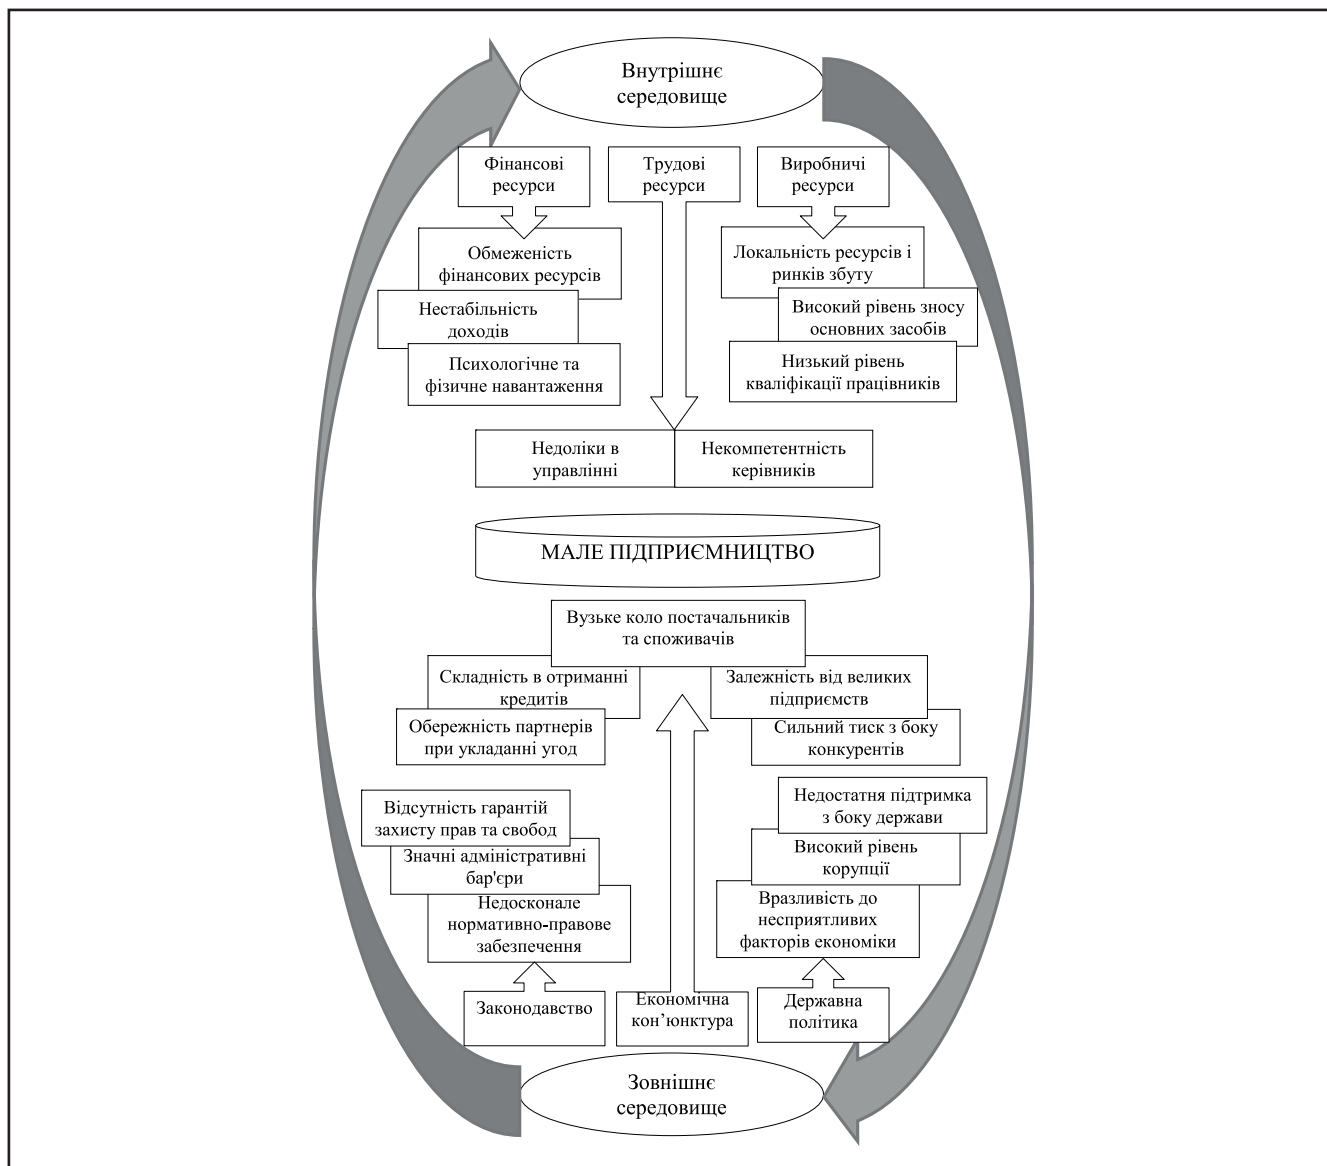 Внутрішнє
середовище
Фінансові
ресурси
Трудові
ресурси
Виробничі
ресурси
Обмеженість
фінансових ресурсів
Локальність ресурсів і
ринків збуту
Нестабільність
доходів
Високий рівень зносу
основних засобів
Психологічне та
фізичне навантаження
Низький рівень
кваліфікації працівників
Недоліки в
управлінні
Некомпетентність
керівників
МАЛЕ ПІДПРИЄМНИЦТВО
Вузьке коло постачальників
та споживачів
Складність в отриманні
кредитів
Залежність від великих
підприємств
Обережність партнерів
при укладанні угод
Сильний тиск з боку
конкурентів
Відсутність гарантій
захисту прав та свобод
Недостатня підтримка
з боку держави
Значні адміністративні
бар'єри
Високий рівень
корупції
Недосконале
нормативно-правове
забезпечення
Вразливість до
несприятливих
факторів економіки
Законодавство
Економічна
кон’юнктура
Державна
політика
Зовнішнє
середовище